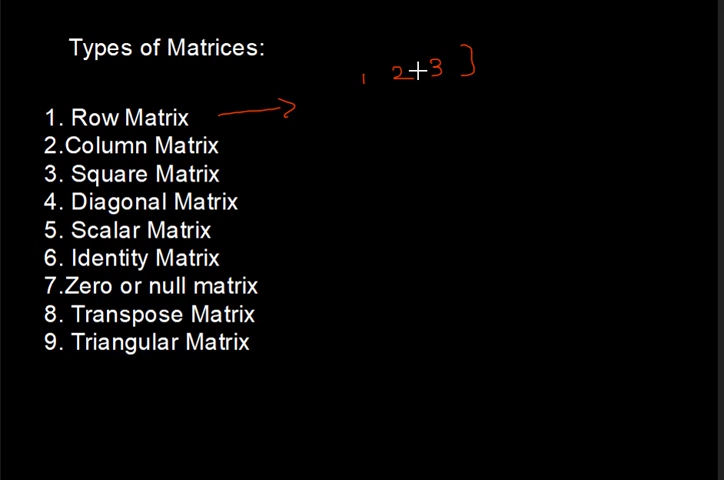 Types of Matrices:
1 2 3 ]
1. Row Matrix
2.Column Matrix
3. Square Matrix
4. Diagonal Matrix
5. Scalar Matrix
6. Identity Matrix
7.Zero or null matrix
8. Transpose Matrix
9. Triangular Matrix